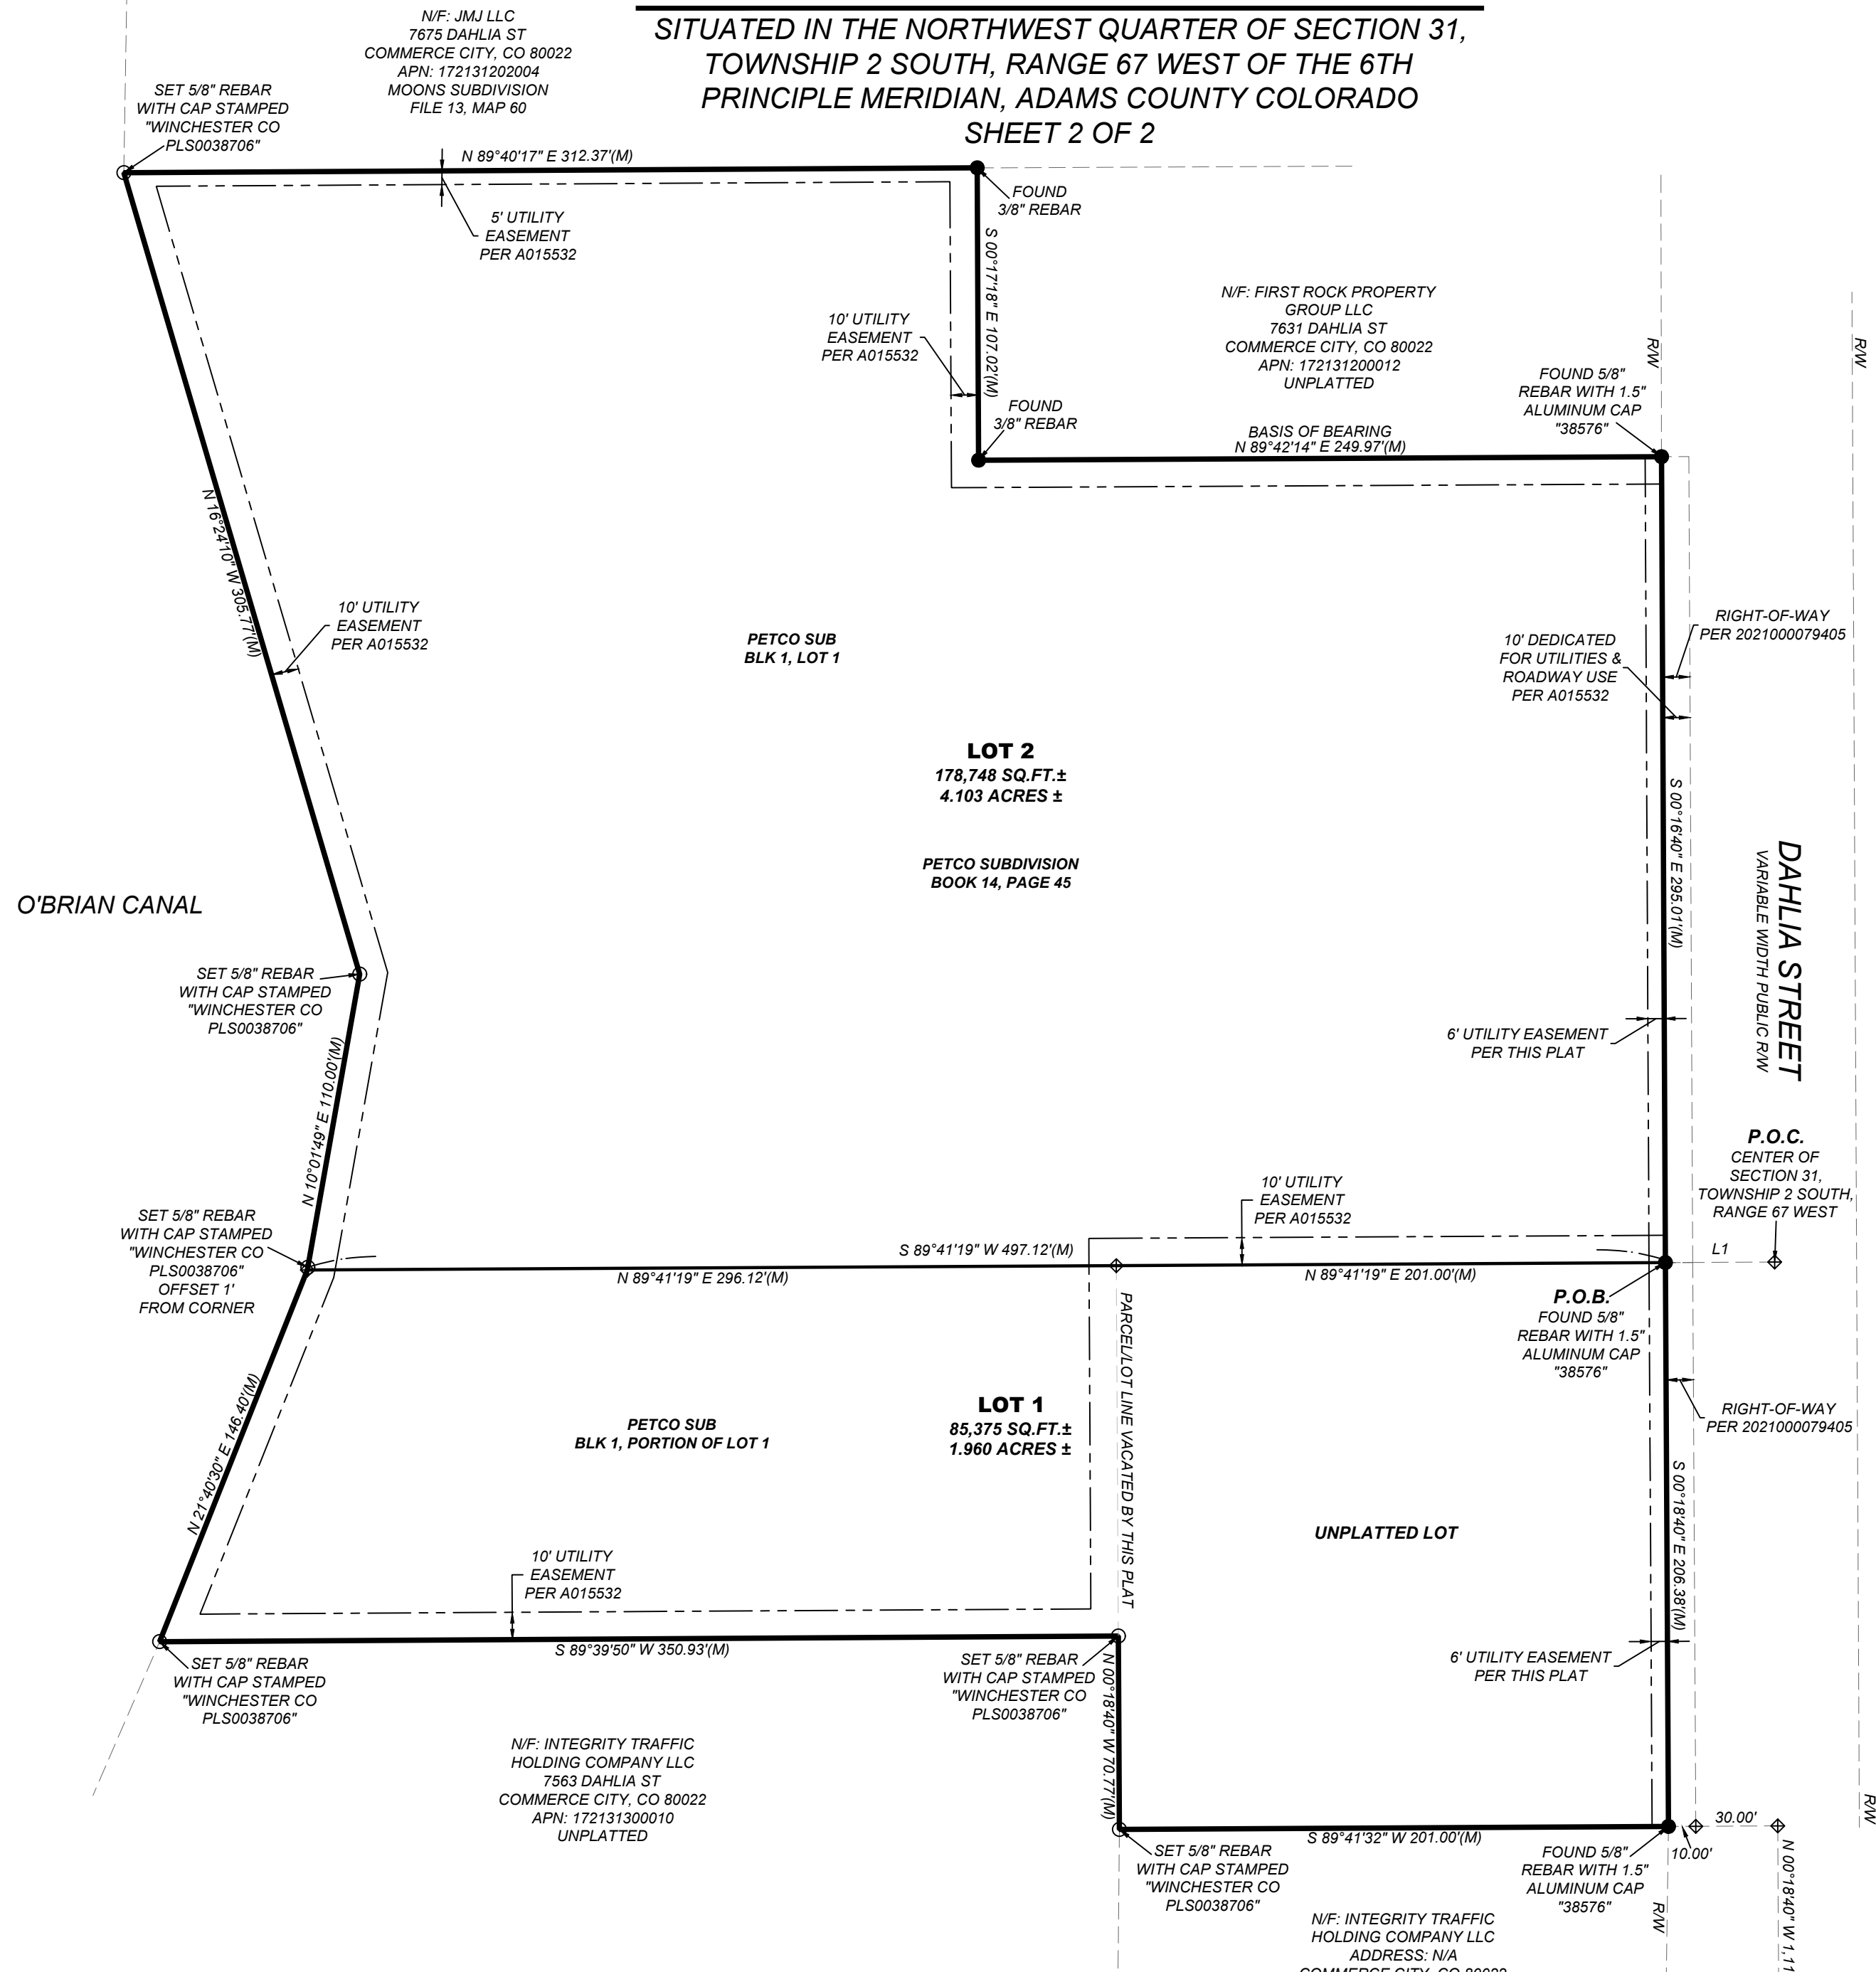 SITUATED IN THE NORTHWEST QUARTER OF SECTION 31,
TOWNSHIP 2 SOUTH, RANGE 67 WEST OF THE 6TH
PRINCIPLE MERIDIAN, ADAMS COUNTY COLORADO
SHEET 2 OF 2
N/F: JMJ LLC
7675 DAHLIA ST
COMMERCE CITY, CO 80022
APN: 172131202004
MOONS SUBDIVISION
FILE 13, MAP 60
SET 5/8" REBAR
WITH CAP STAMPED
"WINCHESTER CO
PLS0038706"
N 89°40'17" E 312.37'(M)
FOUND
3/8" REBAR
5' UTILITY
EASEMENT
PER A015532
S 00°17'18" E 107.02'(M)
10' UTILITY
EASEMENT
PER A015532
N/F: FIRST ROCK PROPERTY
GROUP LLC
7631 DAHLIA ST
COMMERCE CITY, CO 80022
APN: 172131200012
UNPLATTED
R/W
R/W
FOUND 5/8"
REBAR WITH 1.5"
ALUMINUM CAP
"38576"
FOUND
3/8" REBAR
BASIS OF BEARING
N 89°42'14" E 249.97'(M)
N 16°24'10" W 305.77'(M)
10' UTILITY
EASEMENT
PER A015532
PETCO SUB
BLK 1, LOT 1
RIGHT-OF-WAY
PER 2021000079405
10' DEDICATED
FOR UTILITIES &
ROADWAY USE
PER A015532
LOT 2
178,748 SQ.FT.±
4.103 ACRES ±
S 00°16'40" E 295.01'(M)
PETCO SUBDIVISION
BOOK 14, PAGE 45
DAHLIA STREET
VARIABLE WIDTH PUBLIC R/W
O'BRIAN CANAL
SET 5/8" REBAR
WITH CAP STAMPED
"WINCHESTER CO
PLS0038706"
6' UTILITY EASEMENT
PER THIS PLAT
N 10°01'49" E 110.00'(M)
P.O.C.
CENTER OF
SECTION 31,
TOWNSHIP 2 SOUTH,
RANGE 67 WEST
10' UTILITY
EASEMENT
PER A015532
SET 5/8" REBAR
WITH CAP STAMPED
"WINCHESTER CO
PLS0038706"
OFFSET 1'
FROM CORNER
S 89°41'19" W 497.12'(M)
L1
N 89°41'19" E 296.12'(M)
N 89°41'19" E 201.00'(M)
P.O.B.
FOUND 5/8"
REBAR WITH 1.5"
ALUMINUM CAP
"38576"
PARCEL/LOT LINE VACATED BY THIS PLAT
N 21°40'30" E 146.40'(M)
PETCO SUB
BLK 1, PORTION OF LOT 1
LOT 1
85,375 SQ.FT.±
1.960 ACRES ±
RIGHT-OF-WAY
PER 2021000079405
S 00°18'40" E 206.38'(M)
UNPLATTED LOT
10' UTILITY
EASEMENT
PER A015532
S 89°39'50" W 350.93'(M)
SET 5/8" REBAR
WITH CAP STAMPED
"WINCHESTER CO
PLS0038706"
SET 5/8" REBAR
WITH CAP STAMPED
"WINCHESTER CO
PLS0038706"
N 00°18'40" W 70.77'(M)
6' UTILITY EASEMENT
PER THIS PLAT
N/F: INTEGRITY TRAFFIC
HOLDING COMPANY LLC
7563 DAHLIA ST
COMMERCE CITY, CO 80022
APN: 172131300010
UNPLATTED
S 89°41'32" W 201.00'(M)
30.00'
10.00'
R/W
SET 5/8" REBAR
WITH CAP STAMPED
"WINCHESTER CO
PLS0038706"
FOUND 5/8"
REBAR WITH 1.5"
ALUMINUM CAP
"38576"
R/W
N 00°18'40" W 1,11
N/F: INTEGRITY TRAFFIC
HOLDING COMPANY LLC
ADDRESS: N/A
COMMERCE CITY, CO 80022